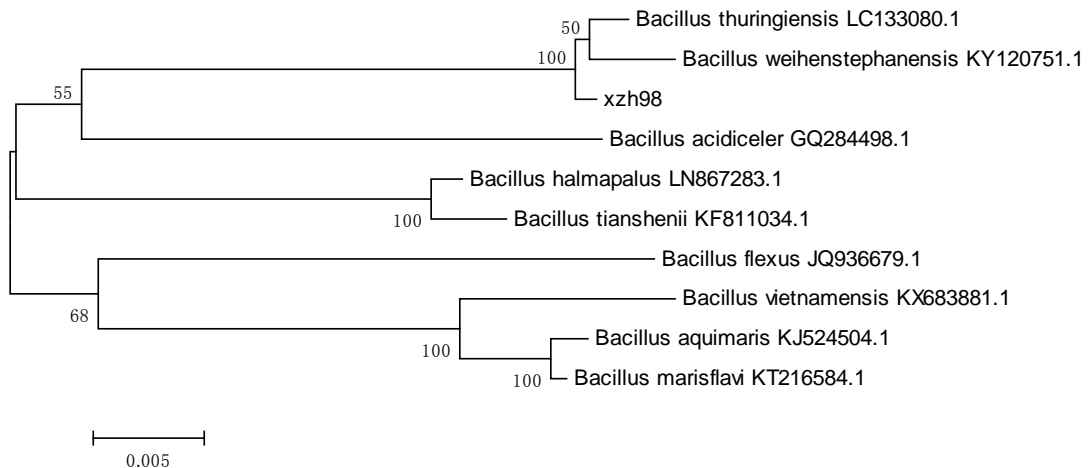 Bacillus thuringiensis LC133080.1
50
Bacillus weihenstephanensis KY120751.1
100
xzh98
55
Bacillus acidiceler GQ284498.1
Bacillus halmapalus LN867283.1
100
Bacillus tianshenii KF811034.1
Bacillus flexus JQ936679.1
Bacillus vietnamensis KX683881.1
68
Bacillus aquimaris KJ524504.1
100
Bacillus marisflavi KT216584.1
100
0.005